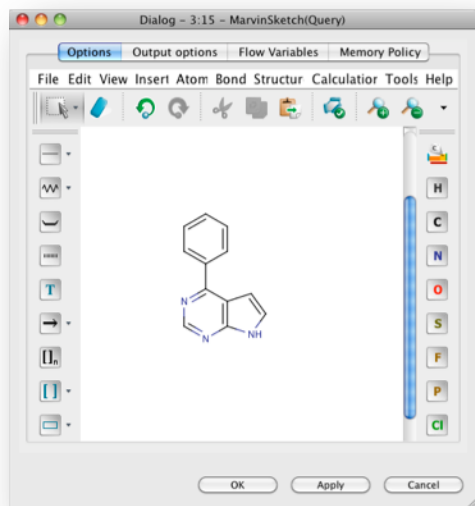 Dialog - 3:15 - MarvinSketch(Query)
Options Output options Flow Variables Memory Policy
File Edit View Insert Atom Bond Structur Calculation Tools Help
H
C
N
T O
N
N NH
S
[ ]n F
[ ] P
Cl
OK Apply Cancel